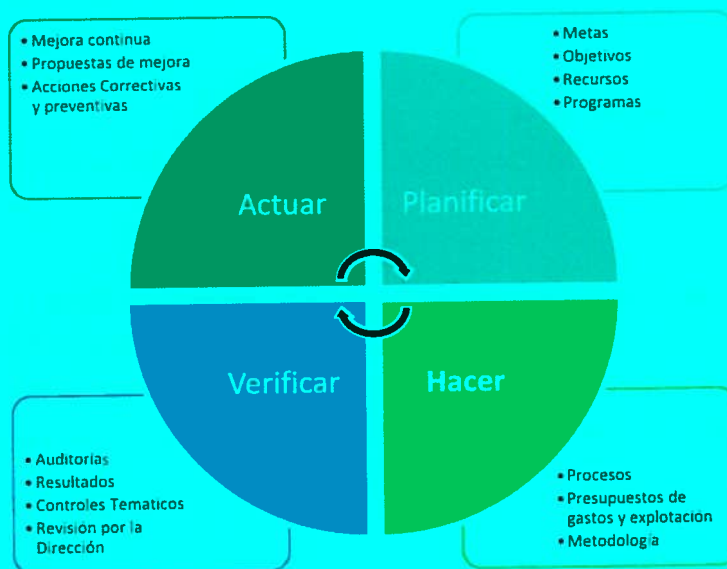 • Mejora continua
• Propuestas de mejora
• Acciones Correctivas
y preventivas
• Metas
• Objetivos
• Recursos
• Programas
Actuar
Planificar
Verificar
Hacer
• Auditorías
• Resultados
• Controles Tematicos
• Revisión por la
Dirección
• Procesos
• Presupuestos de
gastos y explotación
• Metodología